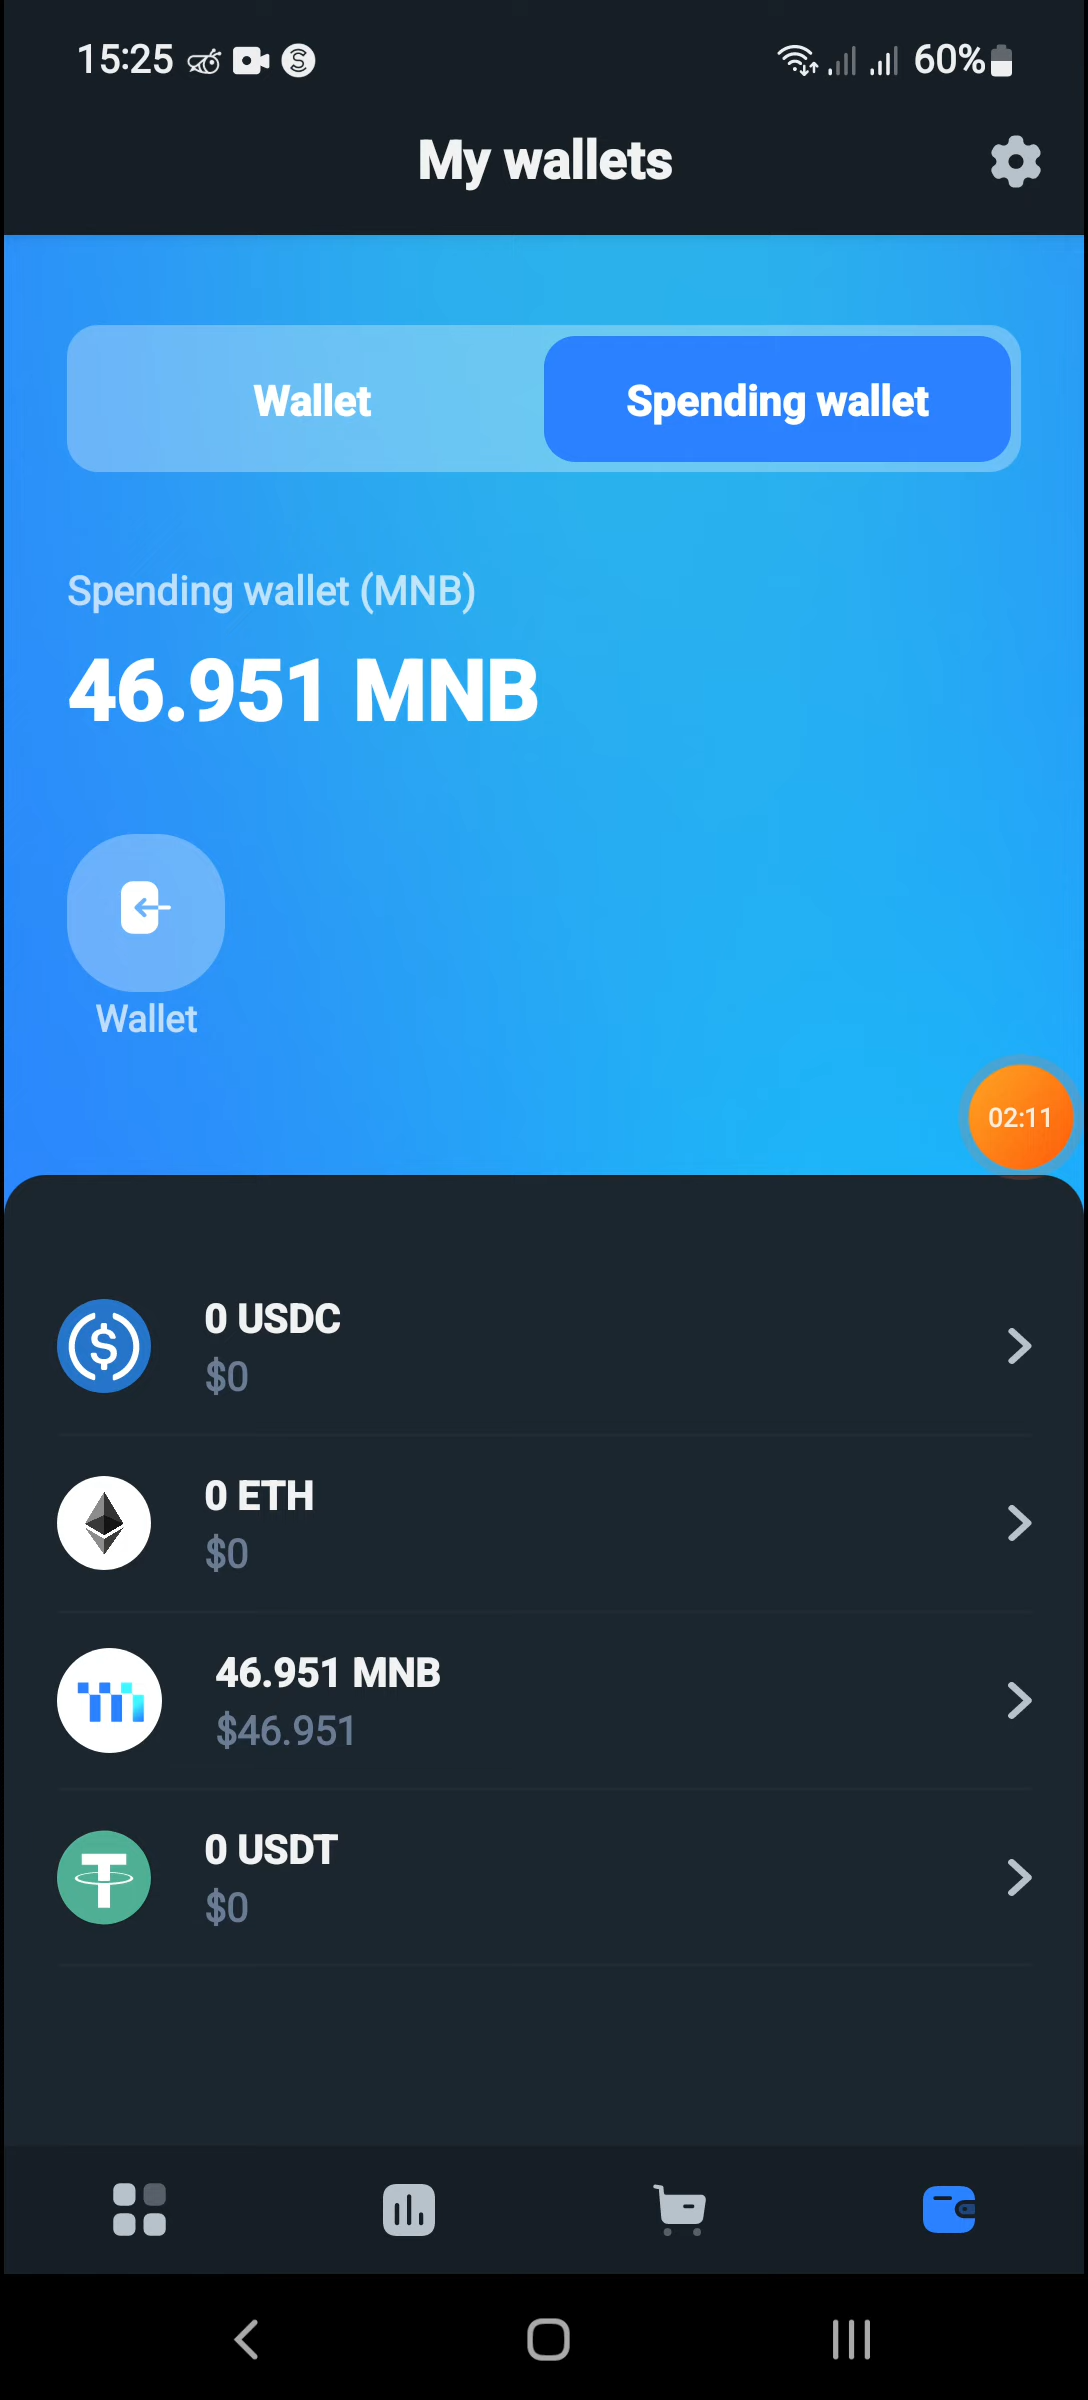 15:25
60%
My wallets
Wallet
Spending wallet
Spending wallet (MNB)
46.951 MNB
Wallet
02:11
0 USDC
$0
0 ETH
$0
46.951 MNB
$46.951
0 USDT
$0